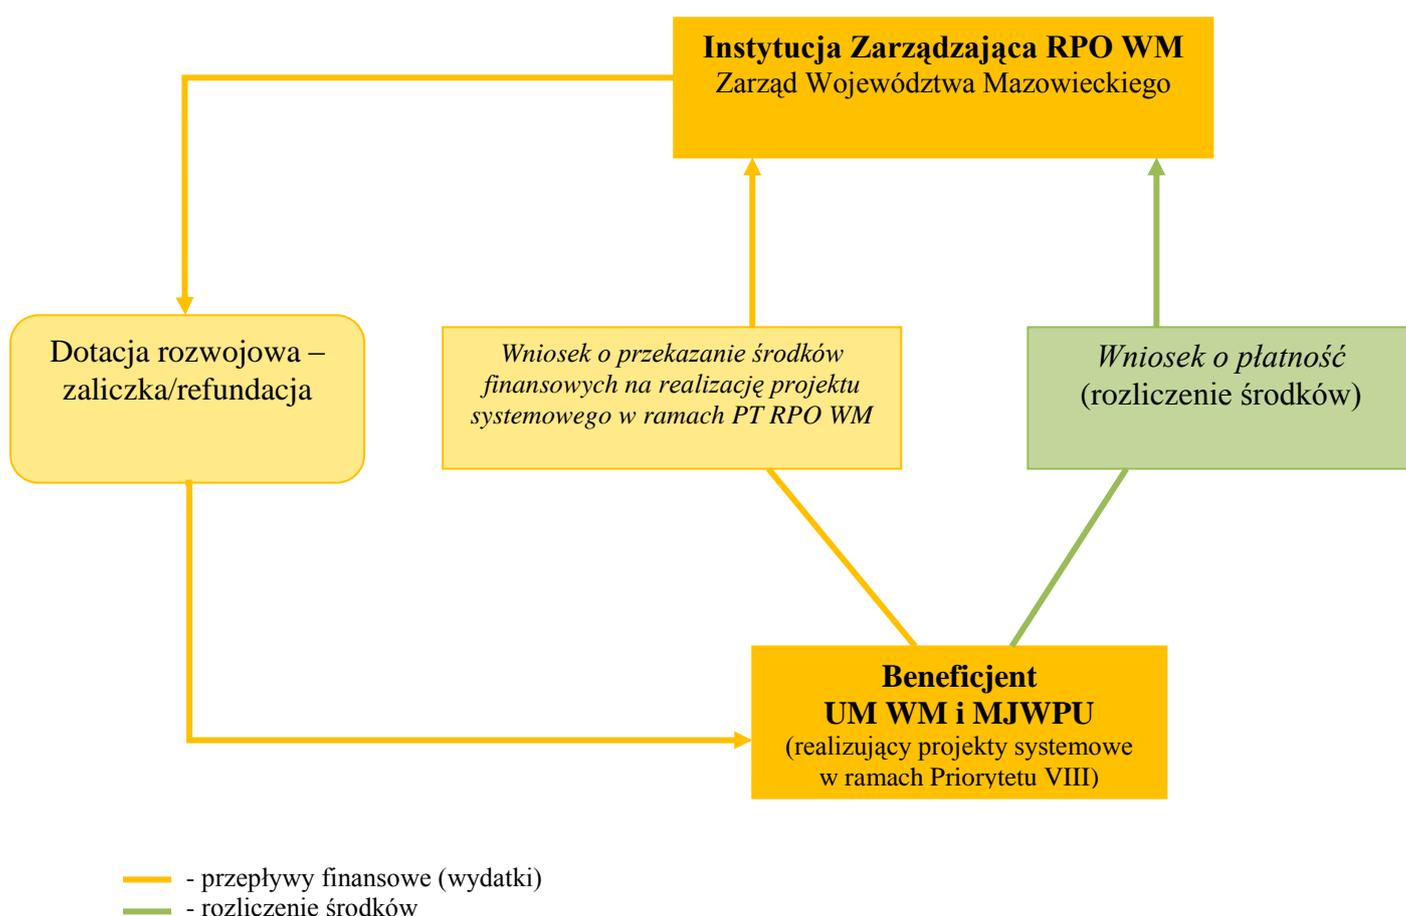 Instytucja Zarządzająca RPO WM
Zarząd Województwa Mazowieckiego
Dotacja rozwojowa –
zaliczka/refundacja
Wniosek o przekazanie środków
finansowych na realizację projektu
systemowego w ramach PT RPO WM
Wniosek o płatność
(rozliczenie środków)
Beneficjent
UM WM i MJWPU
(realizujący projekty systemowe
w ramach Priorytetu VIII)
- przepływy finansowe (wydatki)
- rozliczenie środków